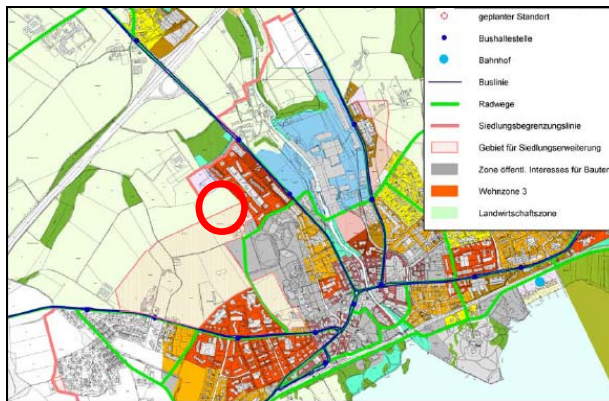 geplanter Standort
Bushaltestelle
Bahnhof
Buslinie
Radwege
Siedlungsbegrenzungslinie
Gebiet für Siedlungserweiterung
Zone öffentl. Interesses für Bauten
Wohnzone 3
Landwirtschaftszone